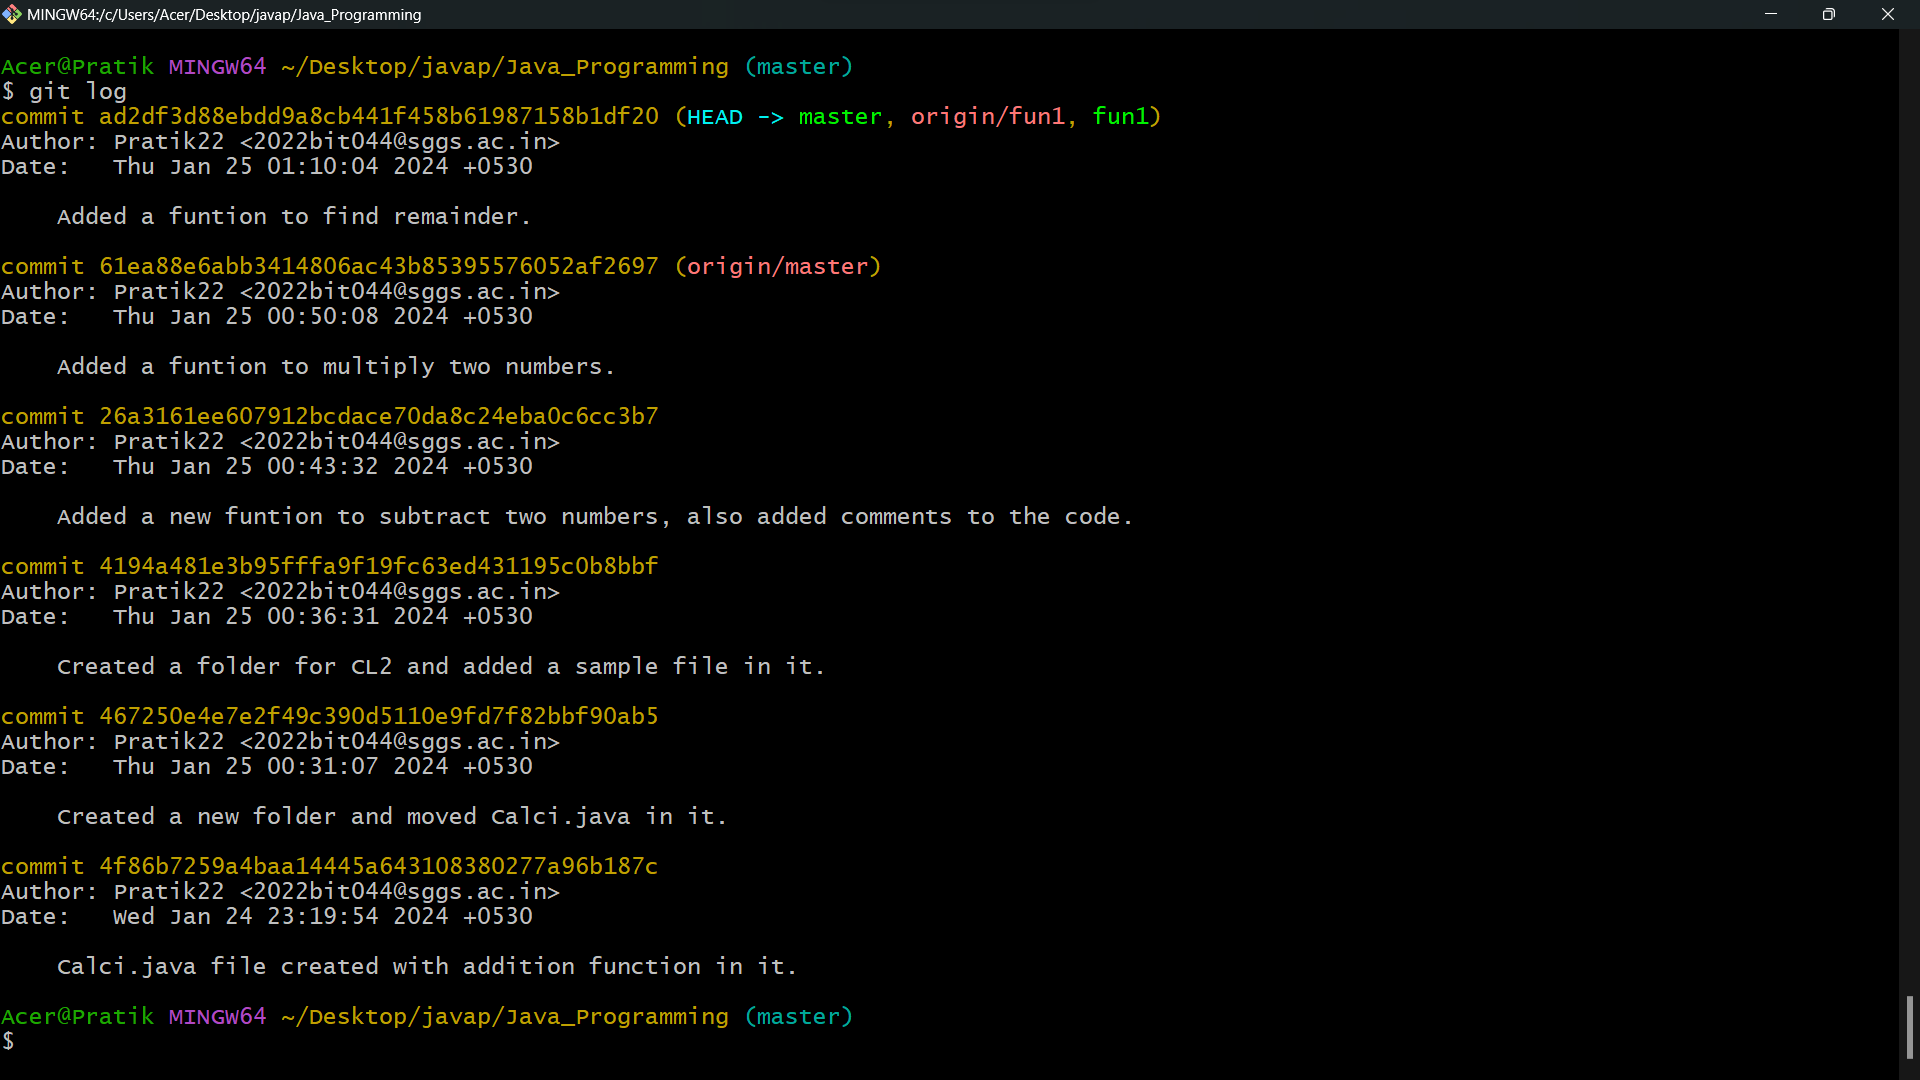 MINGW64:/c/Users/Acer/Desktop/javap/Java_Programming
Acer@Pratik MINGW64 ~/Desktop/javap/Java_Programming (master)
$ git log
commit ad2df3d88ebdd9a8cb441f458b61987158b1df20 (HEAD -> master, origin/fun1, fun1)
Author: Pratik22 <2022bit044@sggs.ac.in>
Date:   Thu Jan 25 01:10:04 2024 +0530
Added a funtion to find remainder.
commit 61ea88e6abb3414806ac43b85395576052af2697 (origin/master)
Author: Pratik22 <2022bit044@sggs.ac.in>
Date:   Thu Jan 25 00:50:08 2024 +0530
Added a funtion to multiply two numbers.
commit 26a3161ee607912bcdace70da8c24eba0c6cc3b7
Author: Pratik22 <2022bit044@sggs.ac.in>
Date:   Thu Jan 25 00:43:32 2024 +0530
Added a new funtion to subtract two numbers, also added comments to the code.
commit 4194a481e3b95fffa9f19fc63ed431195c0b8bbf
Author: Pratik22 <2022bit044@sggs.ac.in>
Date:   Thu Jan 25 00:36:31 2024 +0530
Created a folder for CL2 and added a sample file in it.
commit 467250e4e7e2f49c390d5110e9fd7f82bbf90ab5
Author: Pratik22 <2022bit044@sggs.ac.in>
Date:   Thu Jan 25 00:31:07 2024 +0530
Created a new folder and moved Calci.java in it.
commit 4f86b7259a4baa14445a643108380277a96b187c
Author: Pratik22 <2022bit044@sggs.ac.in>
Date:   Wed Jan 24 23:19:54 2024 +0530
Calci.java file created with addition function in it.
Acer@Pratik MINGW64 ~/Desktop/javap/Java_Programming (master)
$